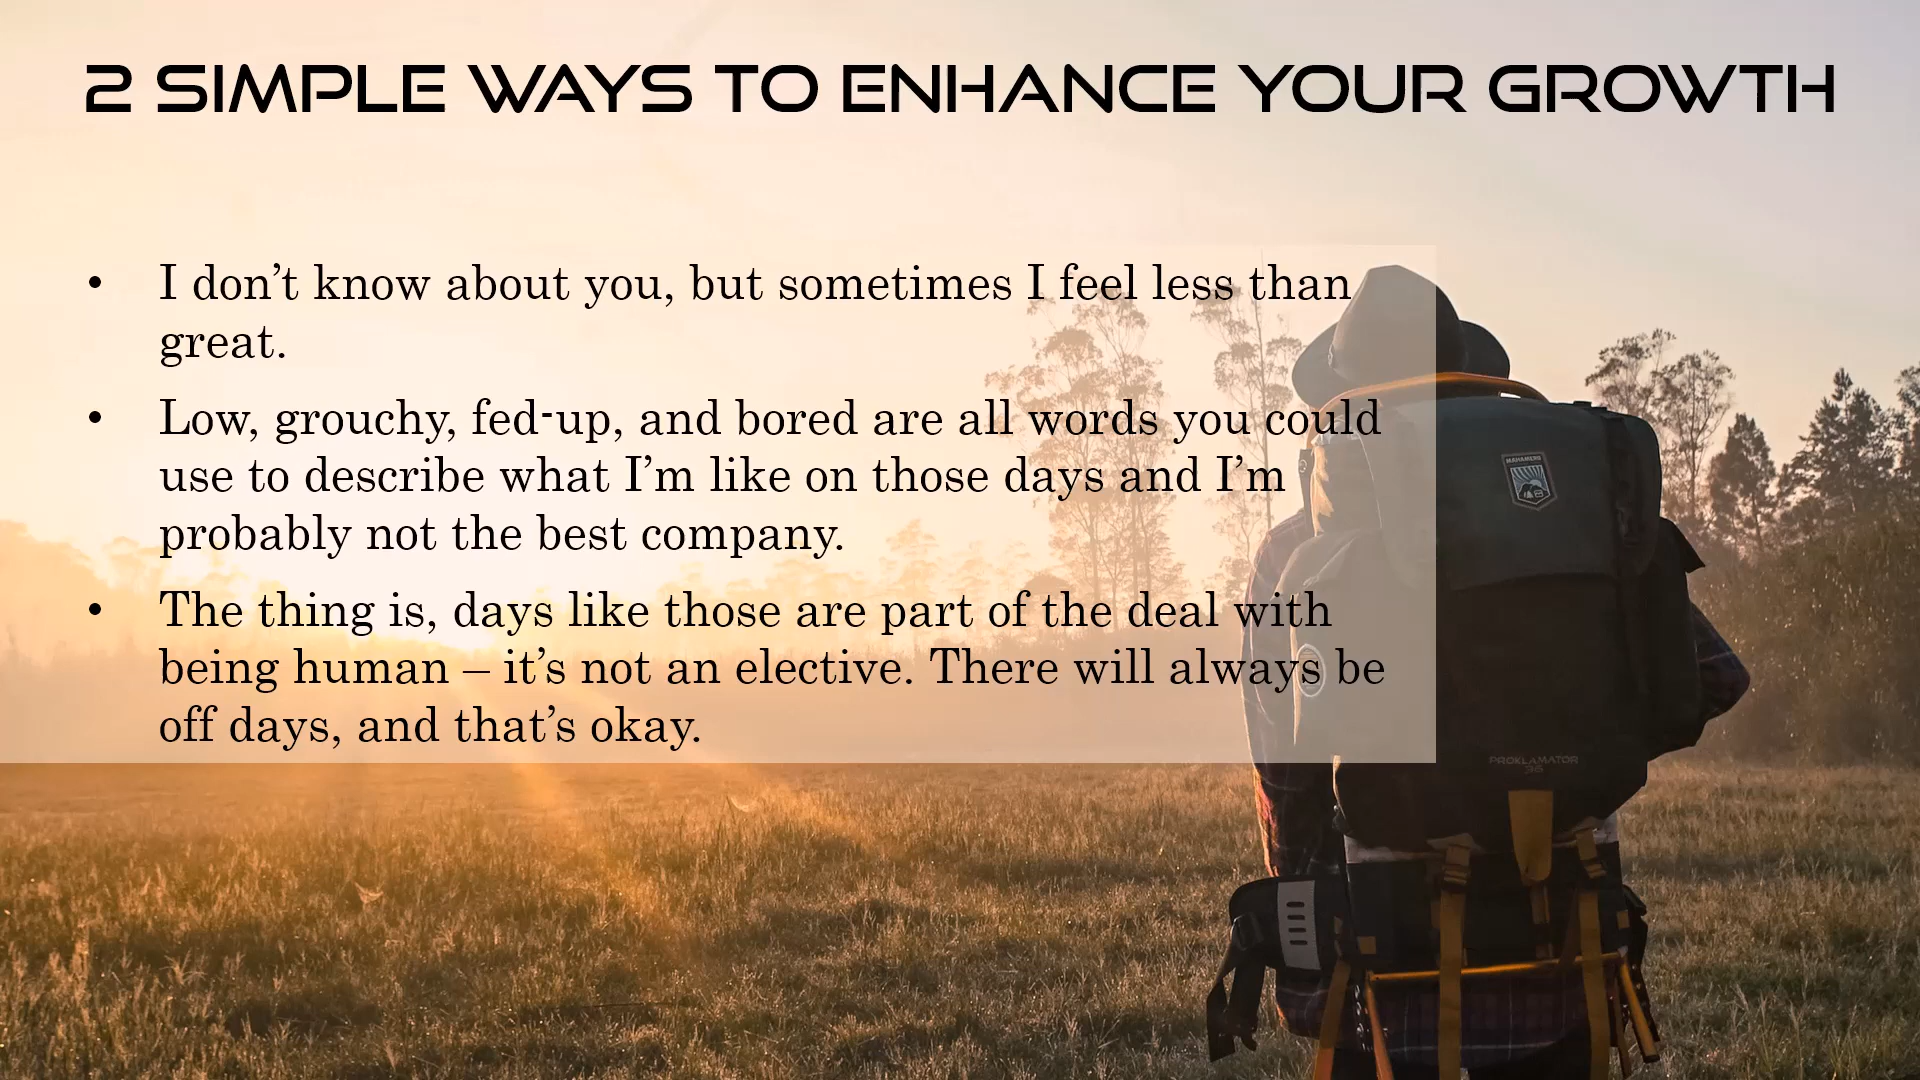 2 SIMPLE WAYS TO ENHANCE YOUR GROWTH
• I don’t know about you, but sometimes I feel less than
great.
• Low, grouchy, fed-up, and bored are all words you could
use to describe what I’m like on those days and I’m
probably not the best company.
• The thing is, days like those are part of the deal with
being human – it’s not an elective. There will always be
off days, and that’s okay.
MAHAMERU
PROKLAMATOR
36